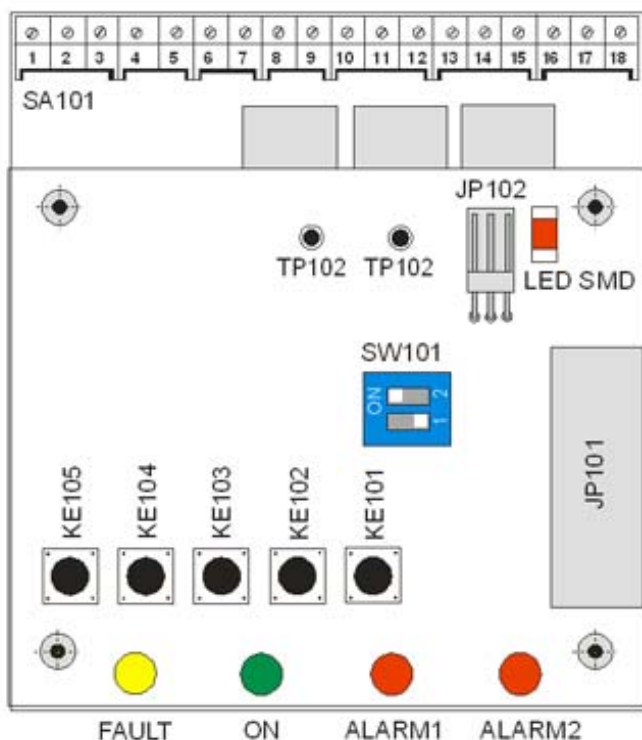 1 2 3 4 5 6 7 8 9 10 11 12 13 14 15 16 17 18
SA101
JP102
TP102 TP102
LED SMD
SW101
ON
2
1
JP101
KE105 KE104 KE103 KE102 KE101
FAULT ON ALARM1 ALARM2